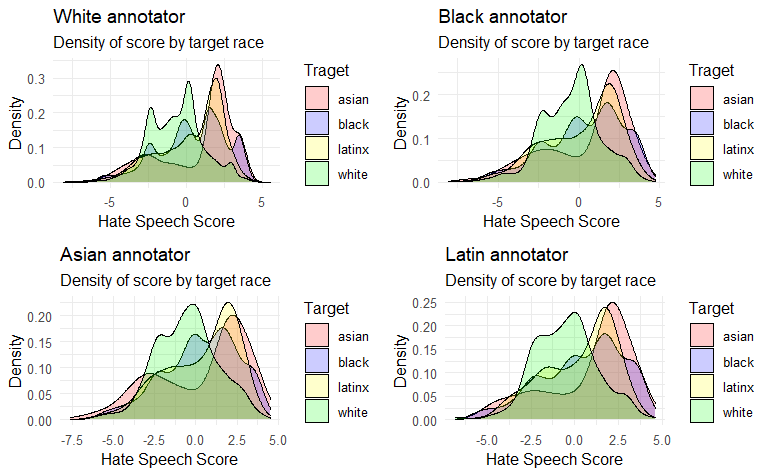 White annotator
Density of score by target race
Density
0.3
0.2
0.1
0.0
-5
0
5
Hate Speech Score
Traget
asian
black
latinx
white
Black annotator
Density of score by target race
Density
0.2
0.1
0.0
-5
0
5
Hate Speech Score
Traget
asian
black
latinx
white
Asian annotator
Density of score by target race
Density
0.20
0.15
0.10
0.05
0.00
-7.5
-5.0
-2.5
0.0
2.5
5.0
Hate Speech Score
Target
asian
black
latinx
white
Latin annotator
Density of score by target race
Density
0.25
0.20
0.15
0.10
0.05
0.00
-5.0
-2.5
0.0
2.5
5.0
Hate Speech Score
Target
asian
black
latinx
white